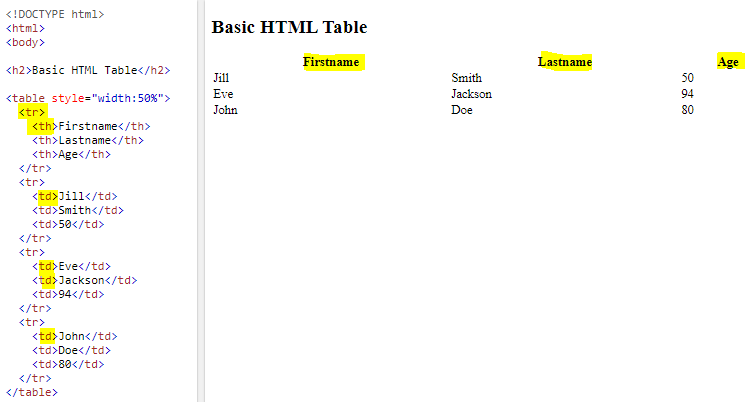 <!DOCTYPE html>
<html>
<body>
<h2>Basic HTML Table</h2>
<table style="width:50%">
<tr>
<th>Firstname</th>
<th>Lastname</th>
<th>Age</th>
</tr>
<tr>
<td>Jill</td>
<td>Smith</td>
<td>50</td>
</tr>
<tr>
<td>Eve</td>
<td>Jackson</td>
<td>94</td>
</tr>
<tr>
<td>John</td>
<td>Doe</td>
<td>80</td>
</tr>
</table>
Basic HTML Table
Firstname Lastname Age
Jill Smith 50
Eve Jackson 94
John Doe 80